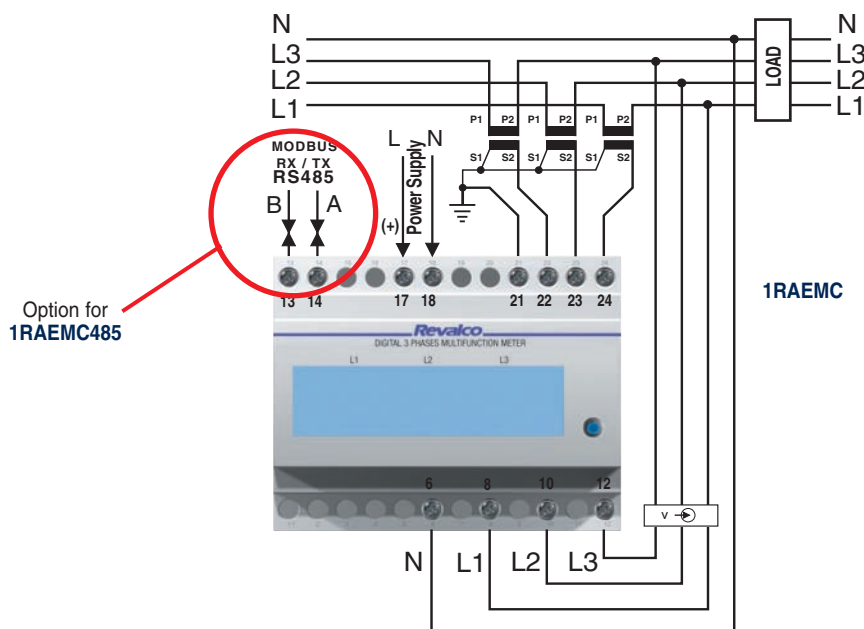 N N
L3 L3
L2 L2
L1 L1
LOAD
P1 P2 P1 P2 P1 P2
S1 S2 S1 S2 S1 S2
MODBUS
RX / TX
RS485
B A
L N
(+)
Power Supply
13 14 17 18 21 22 23 24
Option for
1RAEMC485
1RAEMC
Revalco
DIGITAL 3 PHASES MULTIFUNCTION METER
L1 L2 L3
6 8 10 12
V
N L1 L2 L3